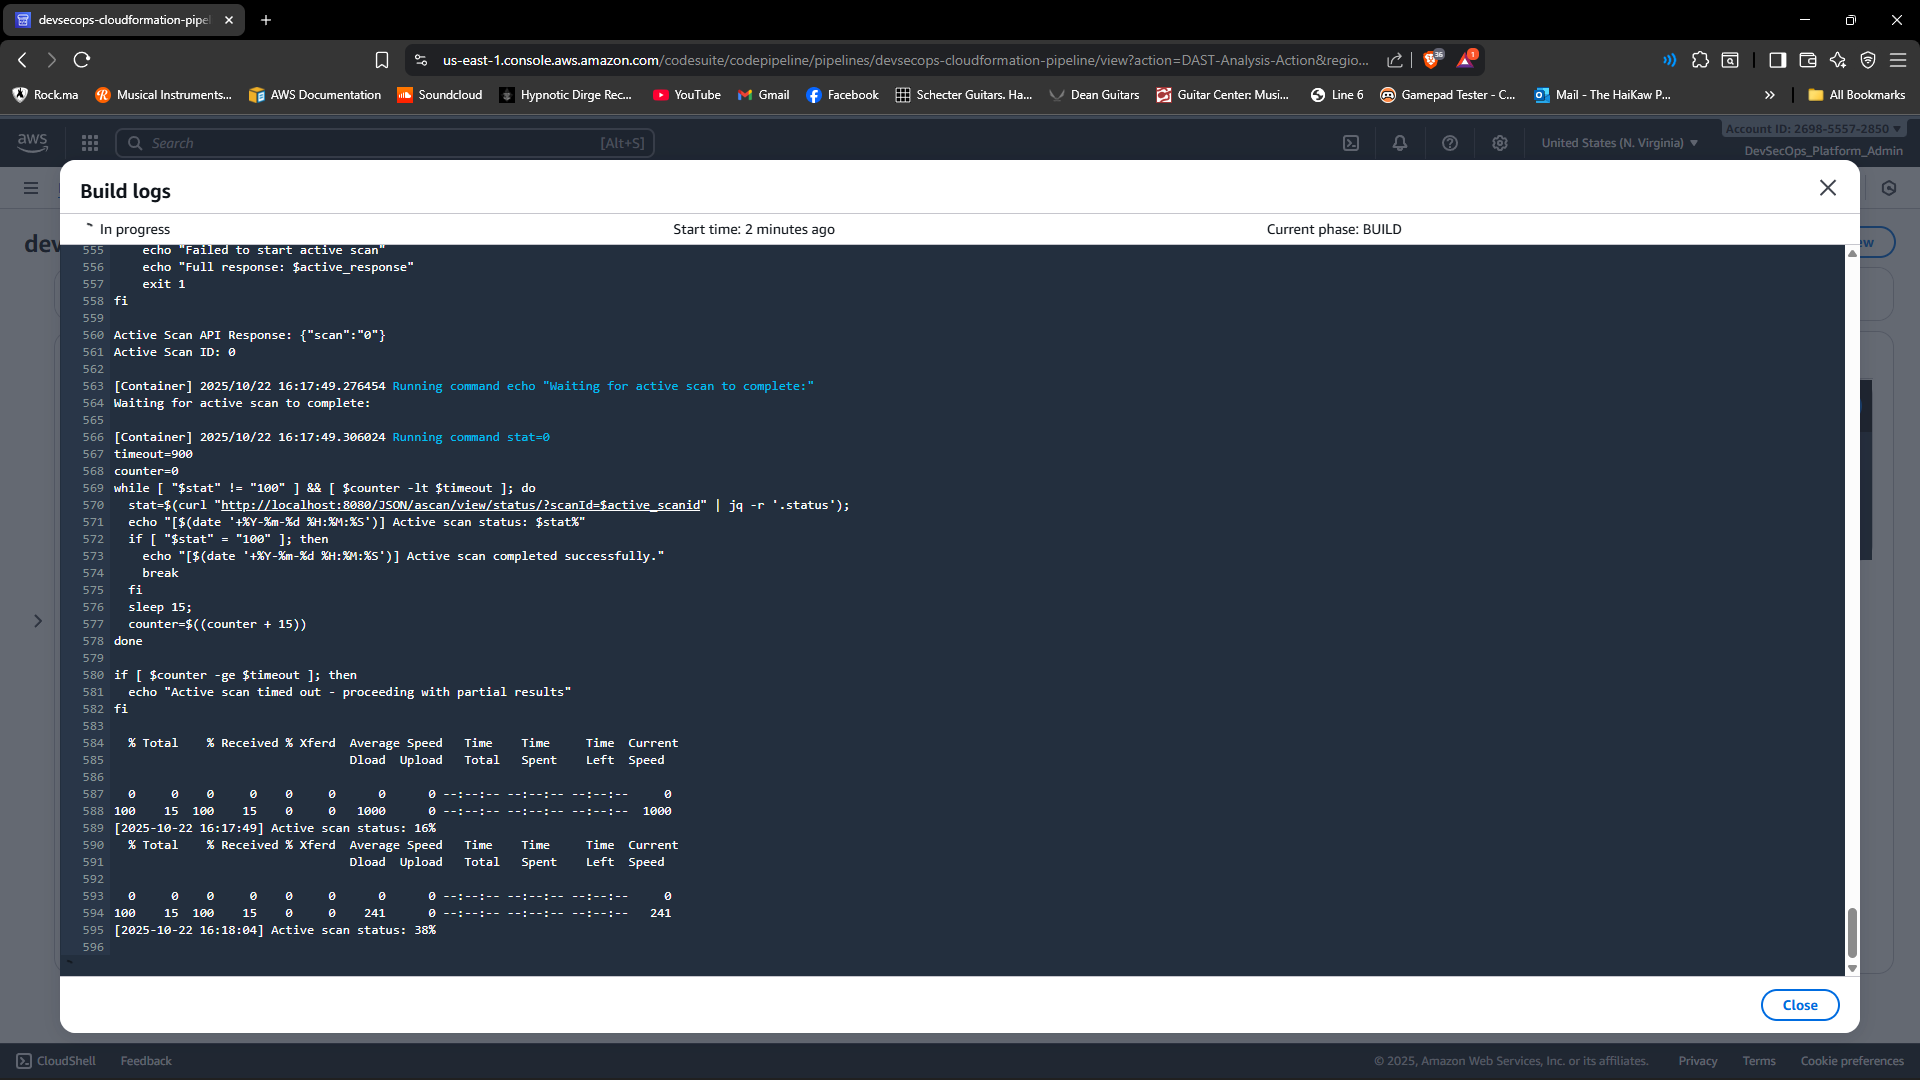 devsecops-cloudformation-pipel
us-east-1.console.aws.amazon.com/codesuite/codepipeline/pipelines/devsecops-cloudformation-pipeline/view?action=DAST-Analysis-Action&regio...
36
1
Rock.ma
Musical Instruments...
AWS Documentation
Soundcloud
Hypnotic Dirge Rec...
YouTube
Gmail
Facebook
Schecter Guitars. Ha...
Dean Guitars
Guitar Center: Musi...
Line 6
Gamepad Tester - C...
Mail - The HaiKaw P...
All Bookmarks
aws
Search
[Alt+S]
United States (N. Virginia)
Account ID: 2698-5557-2850
DevSecOps_Platform_Admin
dev
ew
Build logs
In progress
Start time: 2 minutes ago
Current phase: BUILD
555 echo "Failed to start active scan"
556 echo "Full response: $active_response"
557 exit 1
558 fi
559
560 Active Scan API Response: {"scan":"0"}
561 Active Scan ID: 0
562
563 [Container] 2025/10/22 16:17:49.276454 Running command echo "Waiting for active scan to complete:"
564 Waiting for active scan to complete:
565
566 [Container] 2025/10/22 16:17:49.306024 Running command stat=0
567 timeout=900
568 counter=0
569 while [ "$stat" != "100" ] && [ $counter -lt $timeout ]; do
570 stat=$(curl "http://localhost:8080/JSON/ascan/view/status/?scanId=$active_scanid" | jq -r '.status');
571 echo "[$(date '+%Y-%m-%d %H:%M:%S')] Active scan status: $stat%"
572 if [ "$stat" = "100" ]; then
573 echo "[$(date '+%Y-%m-%d %H:%M:%S')] Active scan completed successfully."
574 break
575 fi
576 sleep 15;
577 counter=$((counter + 15))
578 done
579
580 if [ $counter -ge $timeout ]; then
581 echo "Active scan timed out - proceeding with partial results"
582 fi
583
584 % Total % Received % Xferd Average Speed Time Time Time Current
585 Dload Upload Total Spent Left Speed
586
587 0 0 0 0 0 0 0 0 --:--:-- --:--:-- --:--:-- 0
588 100 15 100 15 0 0 1000 0 --:--:-- --:--:-- --:--:-- 1000
589 [2025-10-22 16:17:49] Active scan status: 16%
590 % Total % Received % Xferd Average Speed Time Time Time Current
591 Dload Upload Total Spent Left Speed
592
593 0 0 0 0 0 0 0 0 --:--:-- --:--:-- --:--:-- 0
594 100 15 100 15 0 0 241 0 --:--:-- --:--:-- --:--:-- 241
595 [2025-10-22 16:18:04] Active scan status: 38%
596
Close
CloudShell
Feedback
© 2025, Amazon Web Services, Inc. or its affiliates.
Privacy
Terms
Cookie preferences